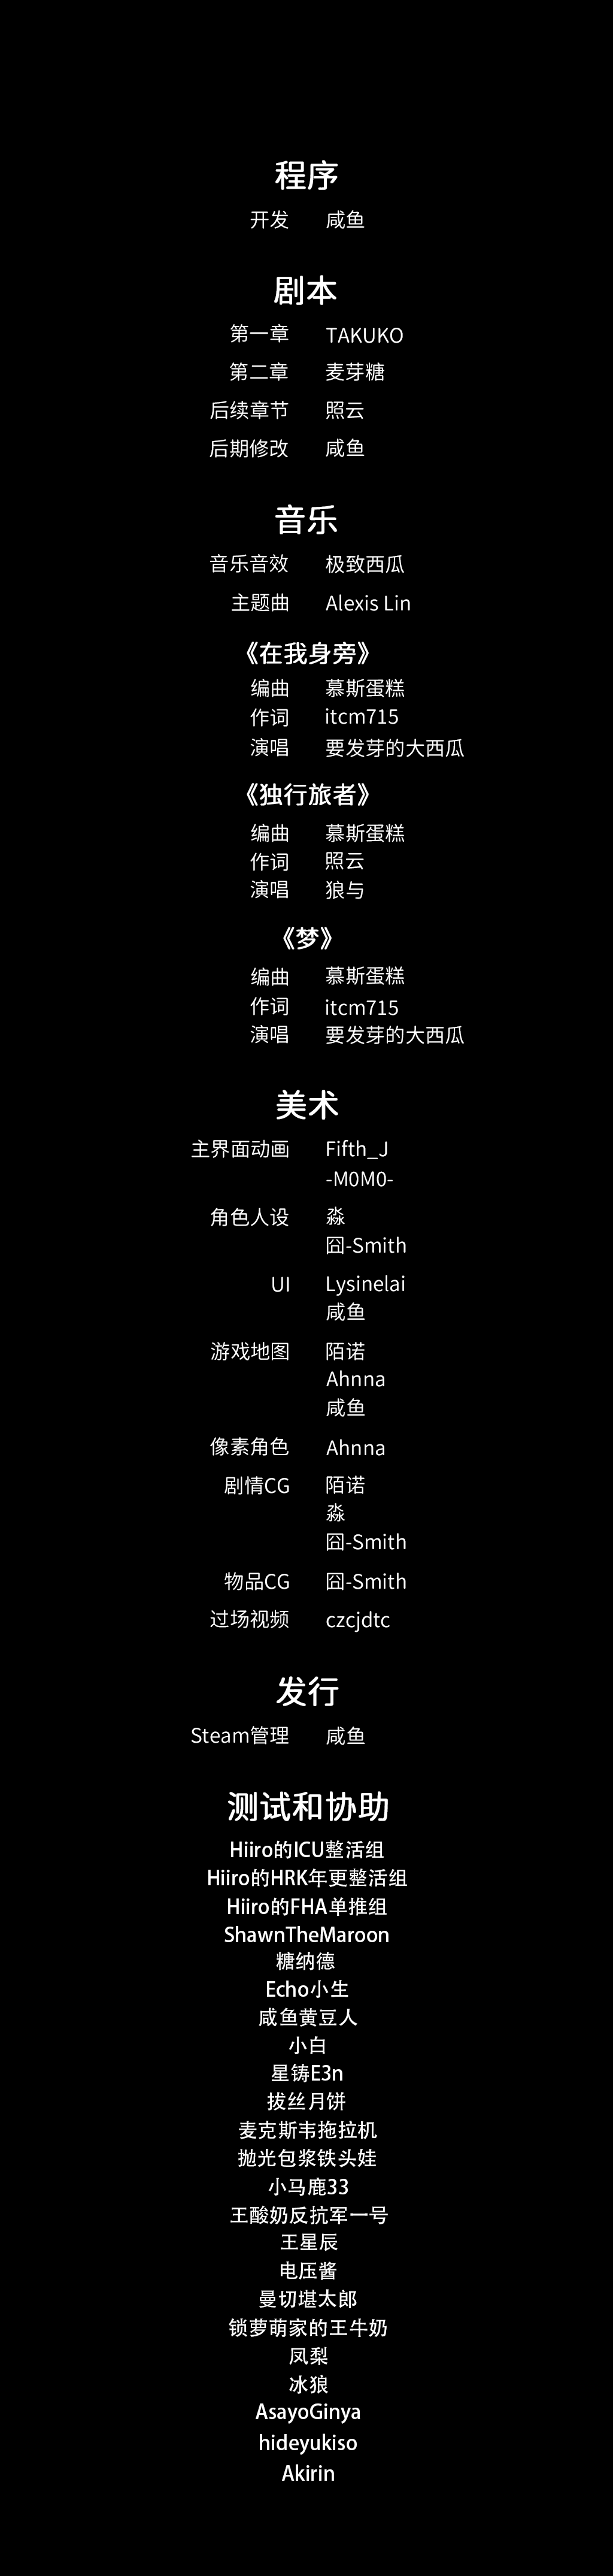 程序
开发 咸鱼
剧本
第一章 TAKUKO
第二章 麦芽糖
后续章节 照云
后期修改 咸鱼
音乐
音乐音效 极致西瓜
主题曲 Alexis Lin
《在我身旁》
编曲 慕斯蛋糕
作词 itcm715
演唱 要发芽的大西瓜
《独行旅者》
编曲 慕斯蛋糕
作词 照云
演唱 狼与
《梦》
编曲 慕斯蛋糕
作词 itcm715
演唱 要发芽的大西瓜
美术
主界面动画 Fifth_J
-M0M0-
角色人设 淼
囧-Smith
UI Lysinelai
咸鱼
游戏地图 陌诺
Ahnna
咸鱼
像素角色 Ahnna
剧情CG 陌诺
淼
囧-Smith
物品CG 囧-Smith
过场视频 czcjdtc
发行
Steam管理 咸鱼
测试和协助
Hiiro的ICU整活组
Hiiro的HRK年更整活组
Hiiro的FHA单推组
ShawnTheMaroon
糖纳德
Echo小生
咸鱼黄豆人
小白
星铸E3n
拔丝月饼
麦克斯韦拖拉机
抛光包浆铁头娃
小马鹿33
王酸奶反抗军一号
王星辰
电压酱
曼切堪太郎
锁萝萌家的王牛奶
凤梨
冰狼
AsayoGinya
hideyukiso
Akirin